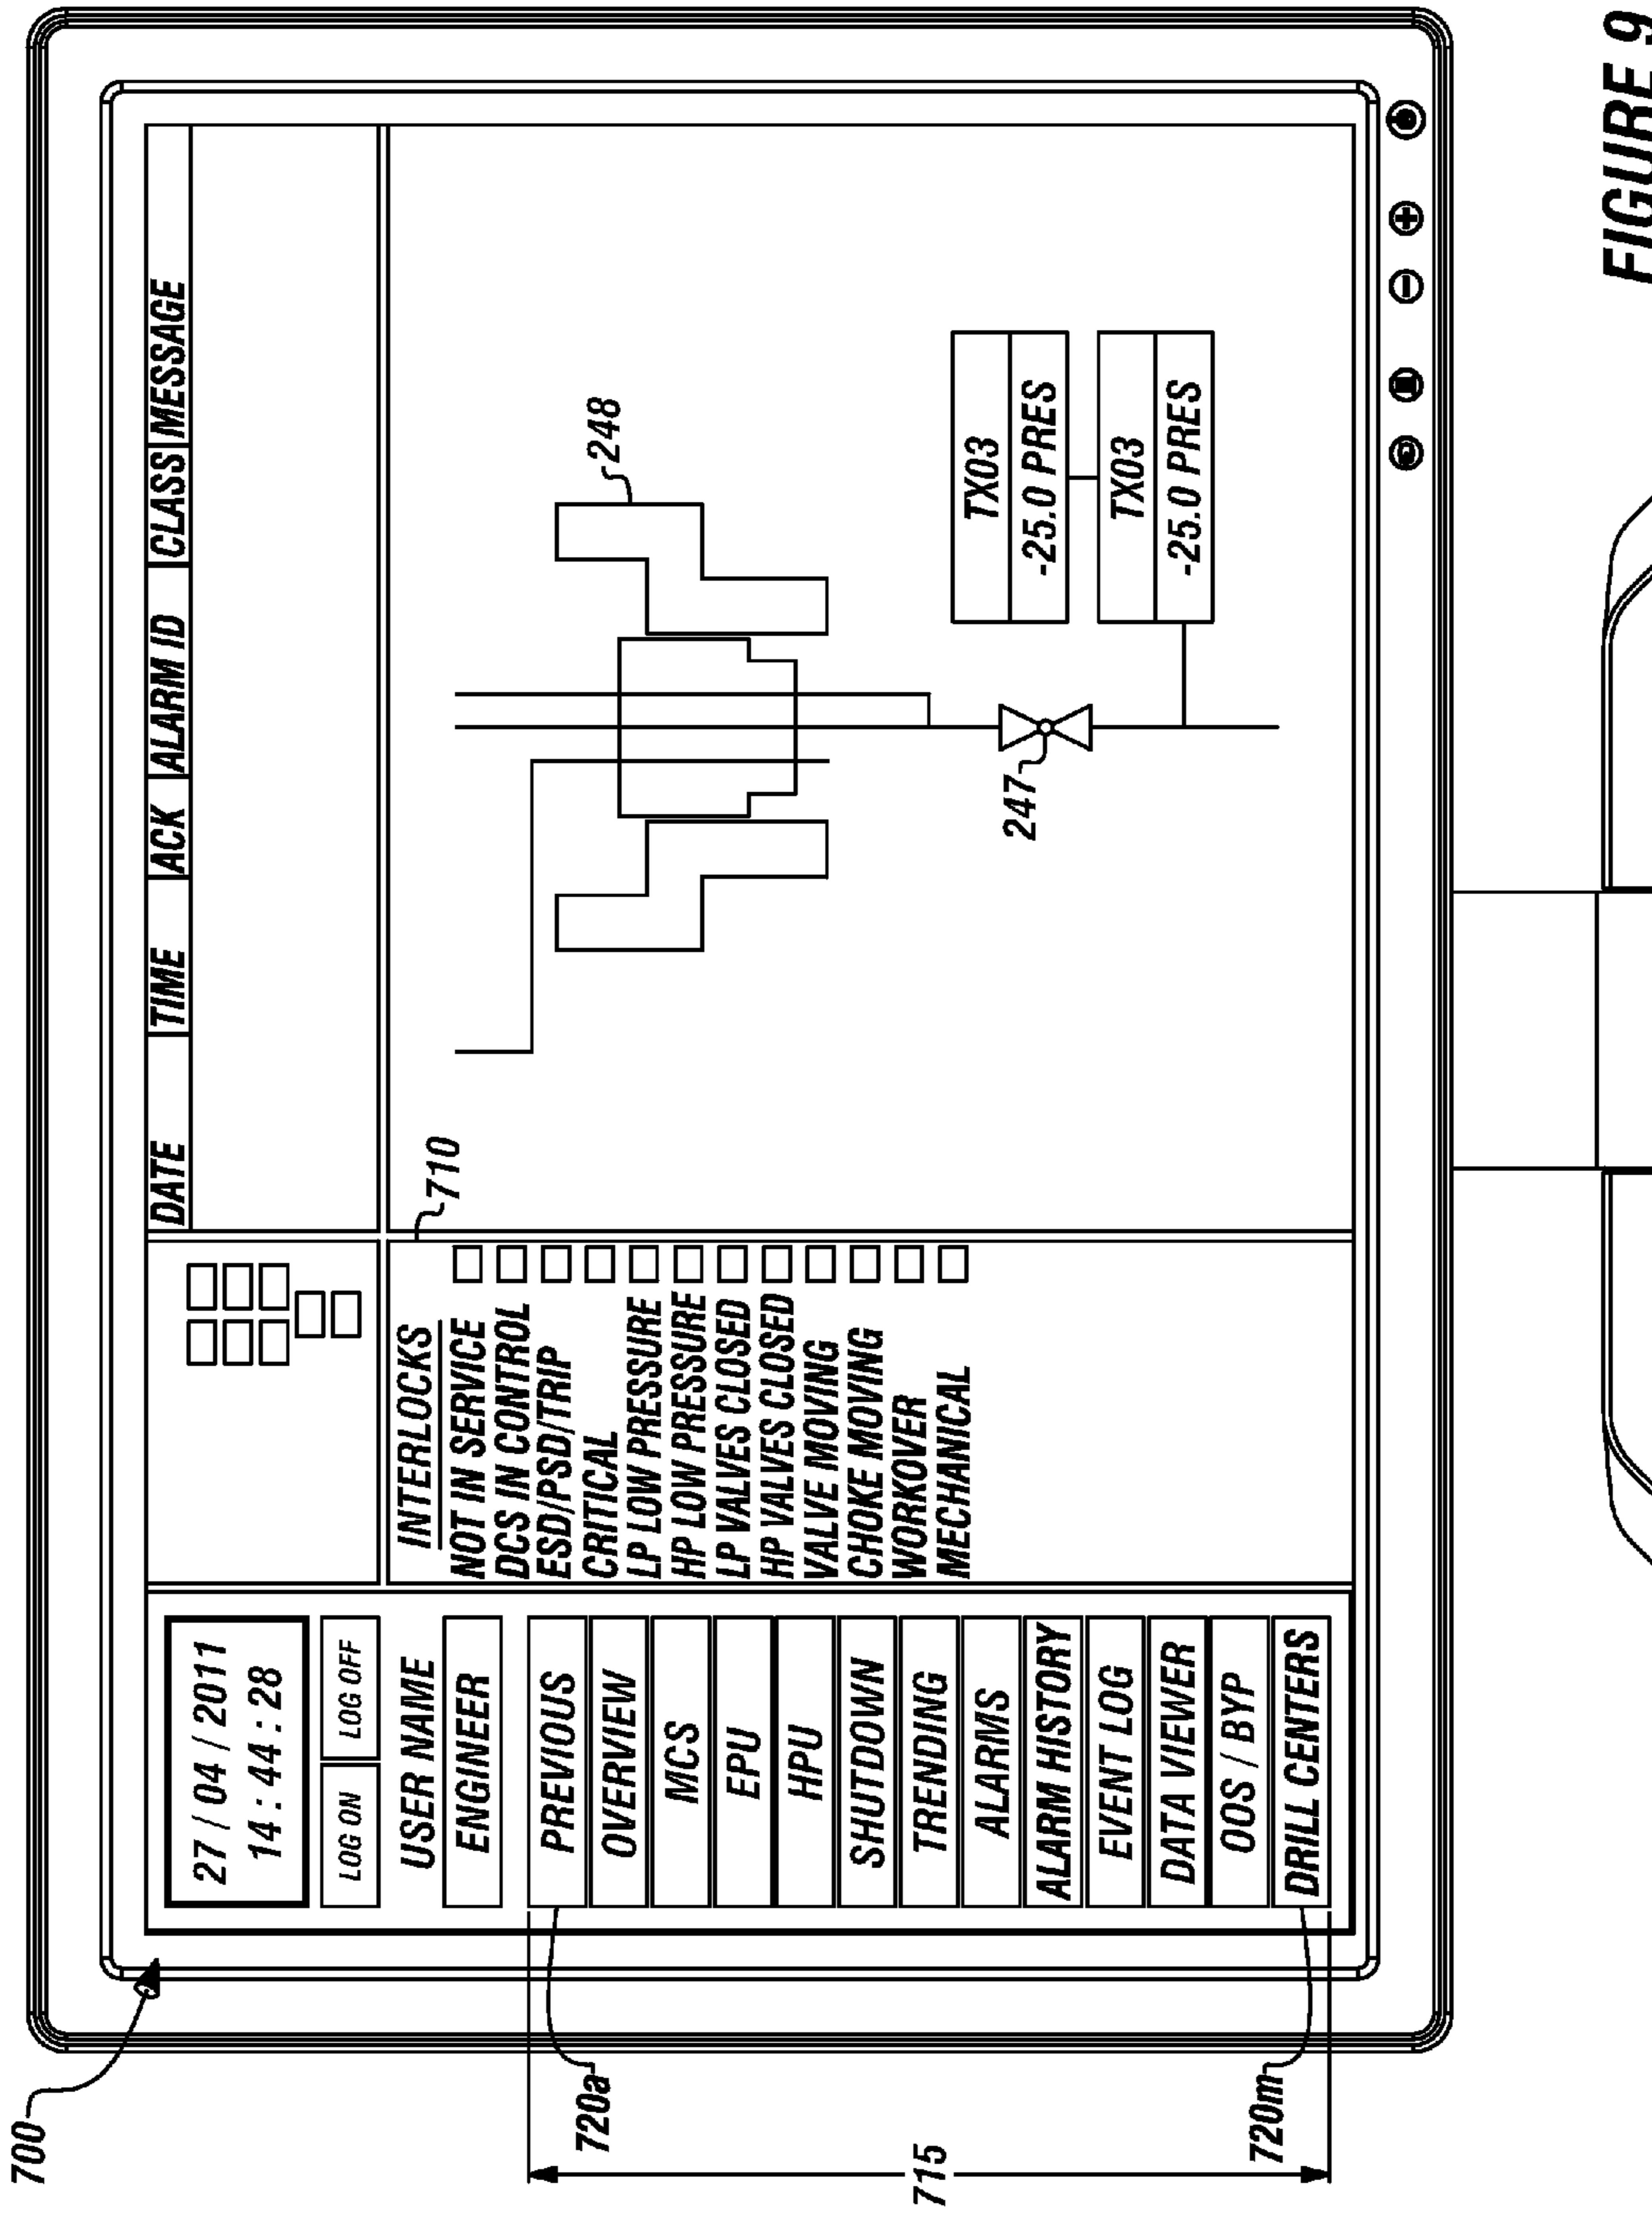 700
27 / 04 / 2011
14 : 44 : 28
LOG ON LOG OFF
USER NAME
ENGINEER
PREVIOUS
OVERVIEW
MCS
EPU
HPU
SHUTDOWN
TRENDING
ALARMS
ALARM HISTORY
EVENT LOG
DATA VIEWER
OOS / BYP
DRILL CENTERS
720a
715
720m
DATE TIME ACK ALARM ID CLASS MESSAGE
710
INTERLOCKS
NOT IN SERVICE
DCS IN CONTROL
ESD/PSD/TRIP
CRITICAL
LP LOW PRESSURE
HP LOW PRESSURE
LP VALVES CLOSED
HP VALVES CLOSED
VALVE MOVING
CHOKE MOVING
WORKOVER
MECHANICAL
248
247
TX03
-25.0 PRES
TX03
-25.0 PRES
FIGURE 9